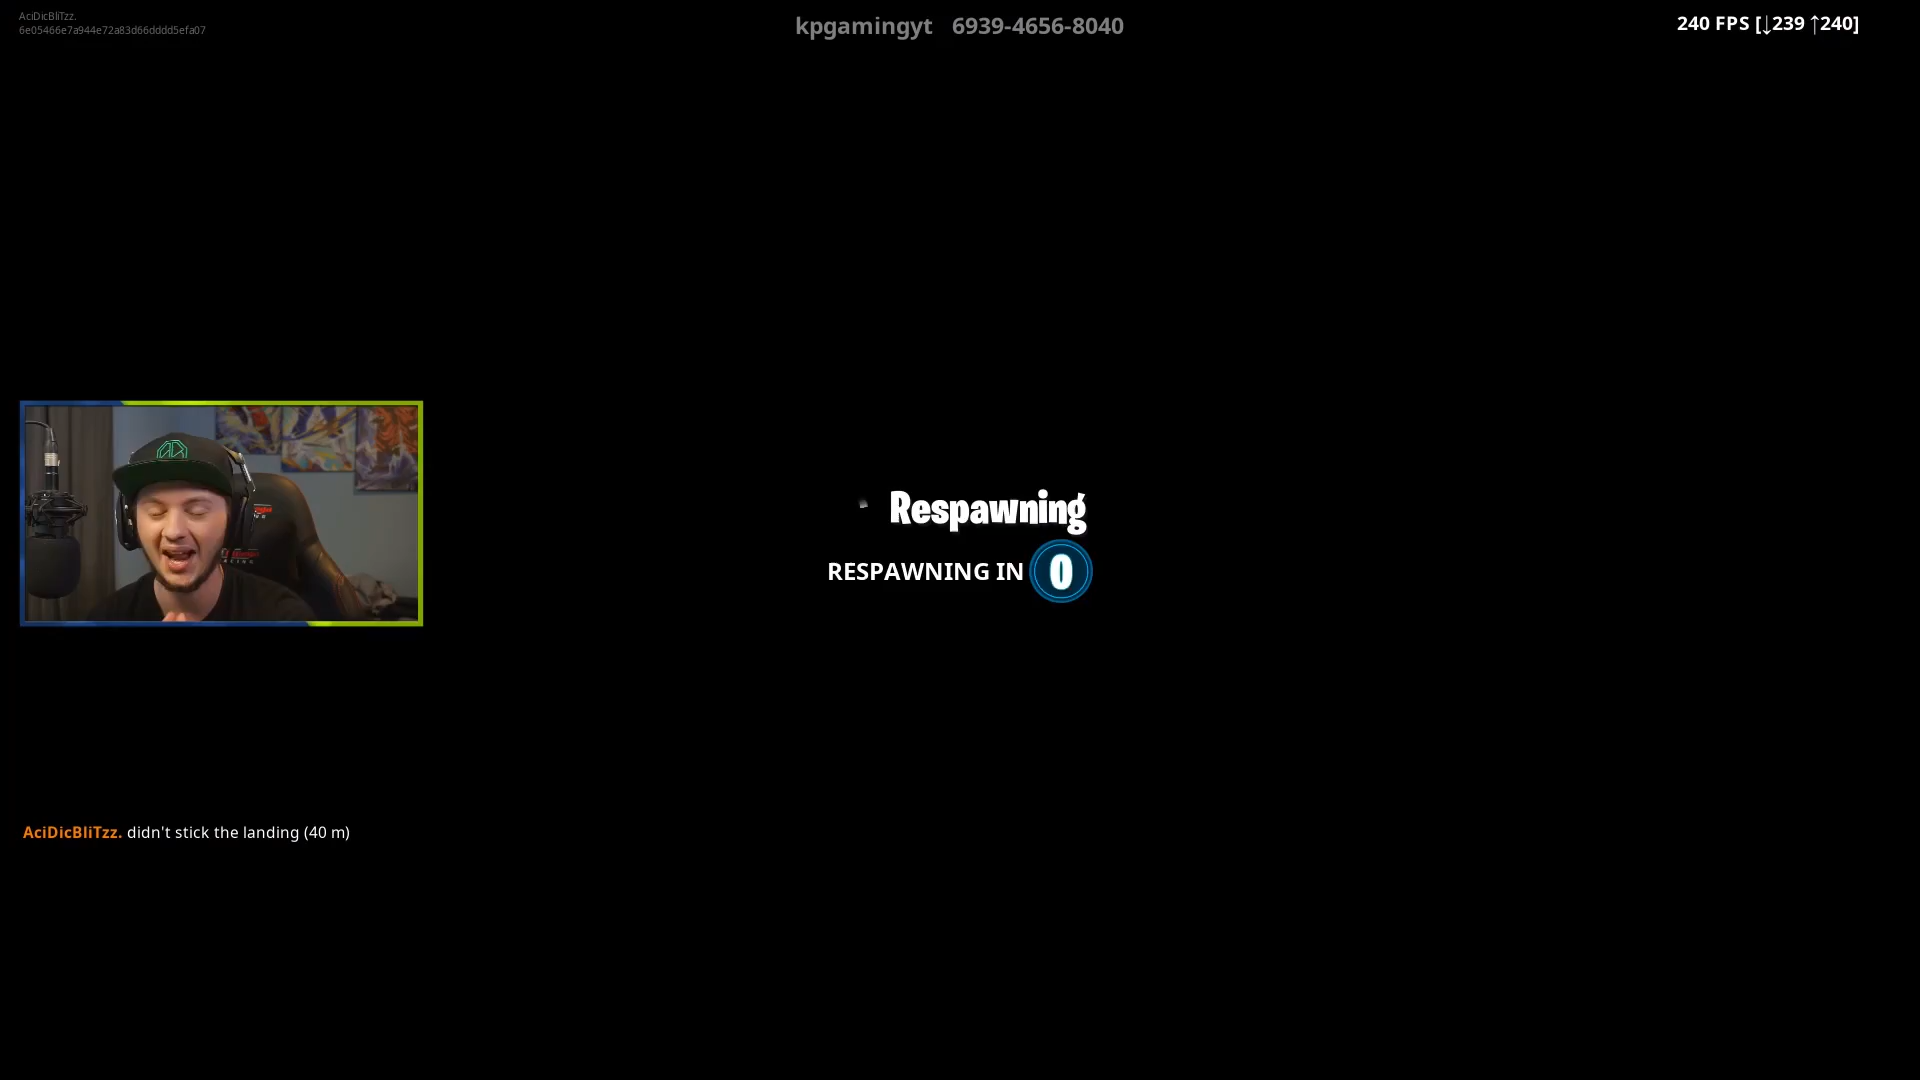 AciDicBliTzz.
6e05466e7a944e72a83d66dddd5efa07
kpgamingyt 6939-4656-8040
240 FPS [↓239 ↑240]
Respawning
RESPAWNING IN 0
AciDicBliTzz. didn't stick the landing (40 m)